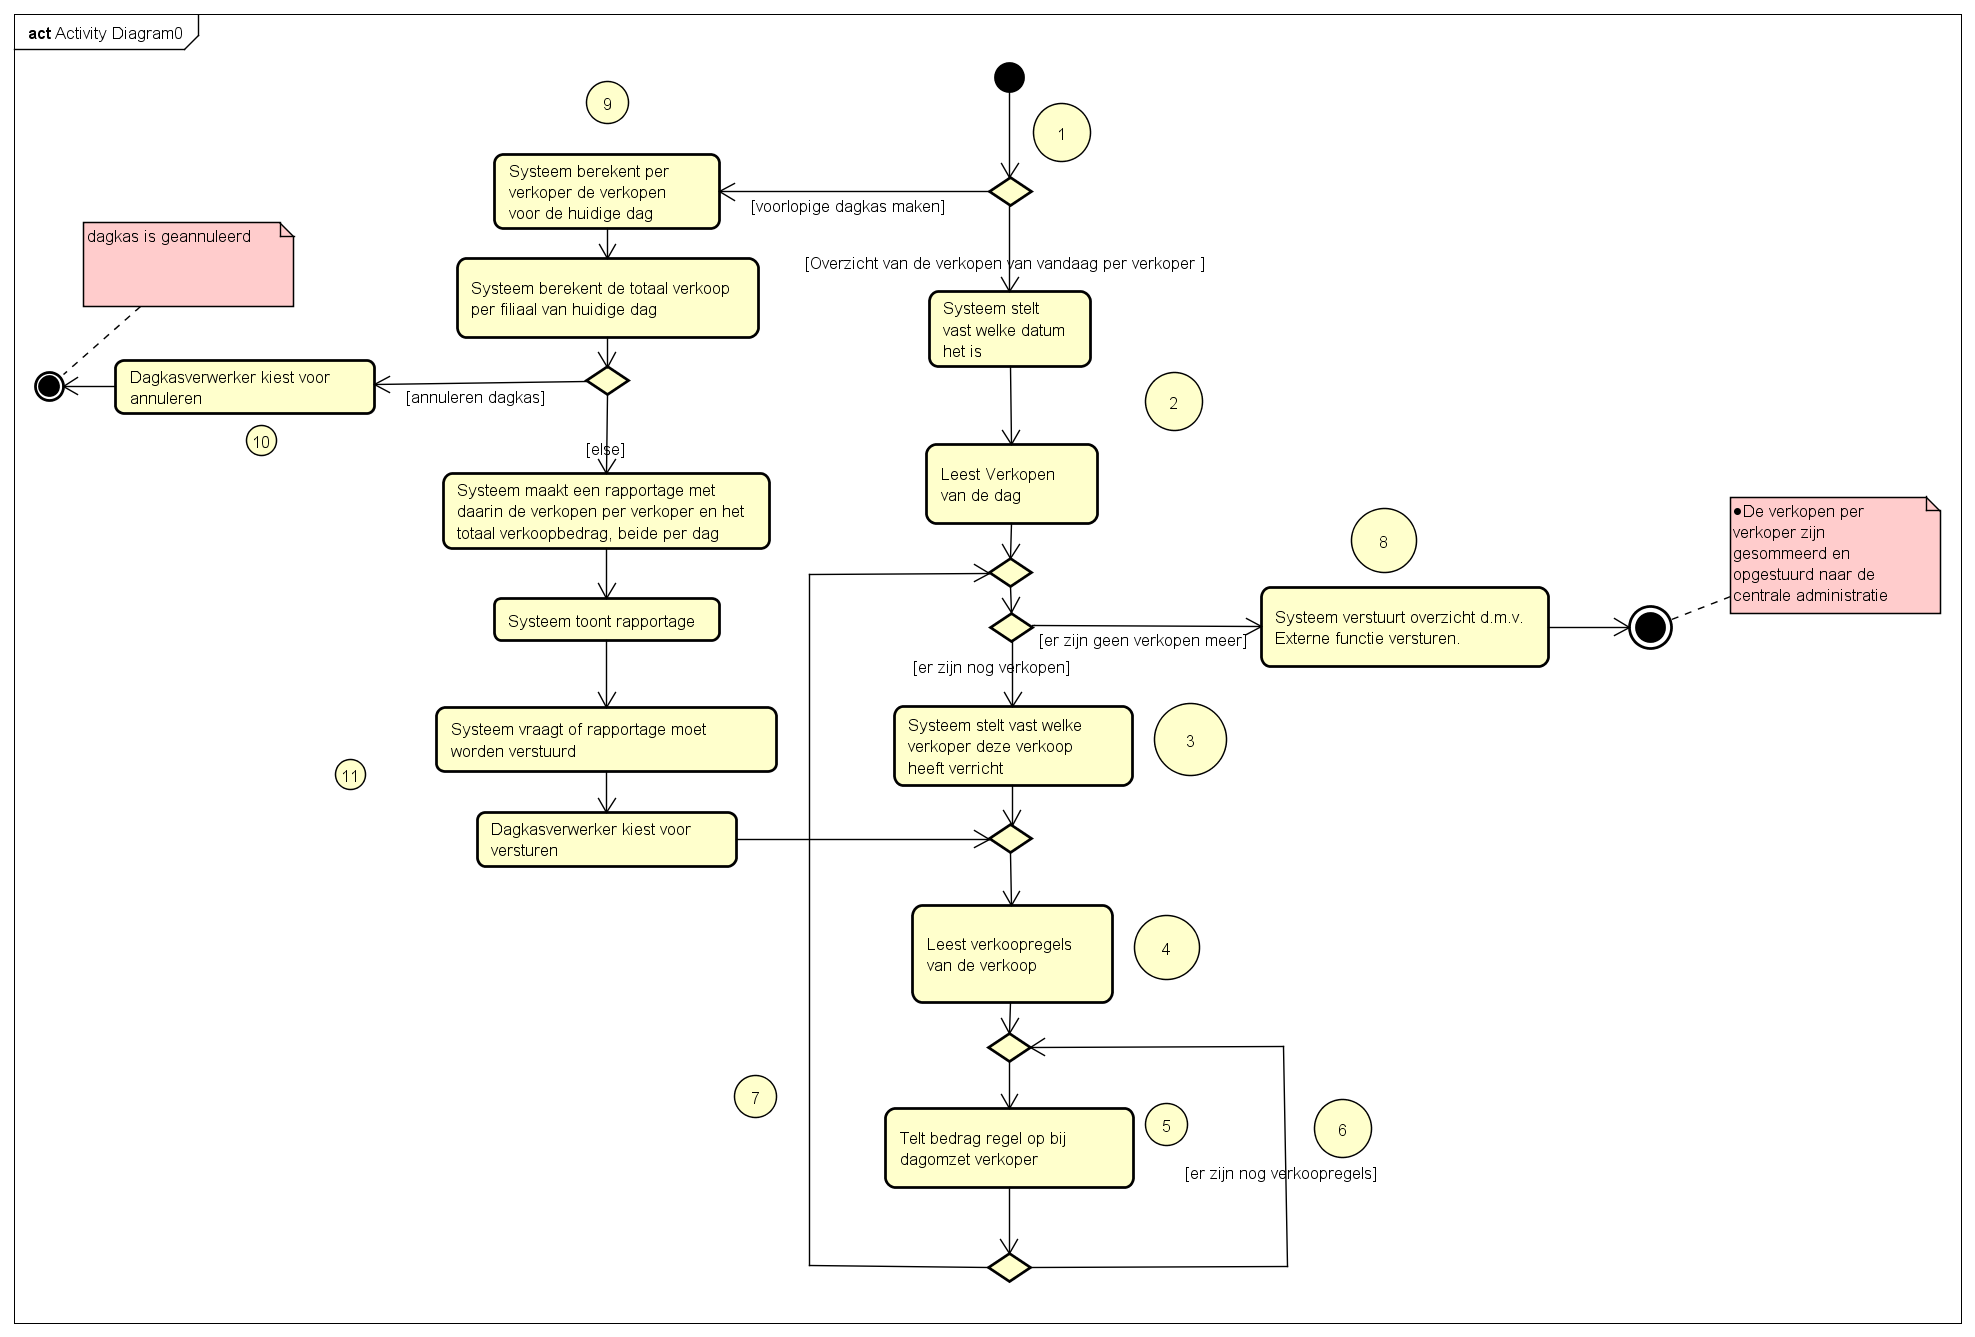 act Activity Diagram0
9
1
Systeem berekent per
verkoper de verkopen
voor de huidige dag
[voorlopige dagkas maken]
dagkas is geannuleerd
[Overzicht van de verkopen van vandaag per verkoper ]
Systeem berekent de totaal verkoop
per filiaal van huidige dag
Systeem stelt
vast welke datum
het is
Dagkasverwerker kiest voor
annuleren
[annuleren dagkas]
2
10
[else]
Leest Verkopen
van de dag
Systeem maakt een rapportage met
daarin de verkopen per verkoper en het
totaal verkoopbedrag, beide per dag
8
●De verkopen per
verkoper zijn
gesommeerd en
opgestuurd naar de
centrale administratie
Systeem toont rapportage
[er zijn geen verkopen meer]
Systeem verstuurt overzicht d.m.v.
Externe functie versturen.
[er zijn nog verkopen]
Systeem vraagt of rapportage moet
worden verstuurd
Systeem stelt vast welke
verkoper deze verkoop
heeft verricht
3
11
Dagkasverwerker kiest voor
versturen
Leest verkoopregels
van de verkoop
4
7
Telt bedrag regel op bij
dagomzet verkoper
5
6
[er zijn nog verkoopregels]